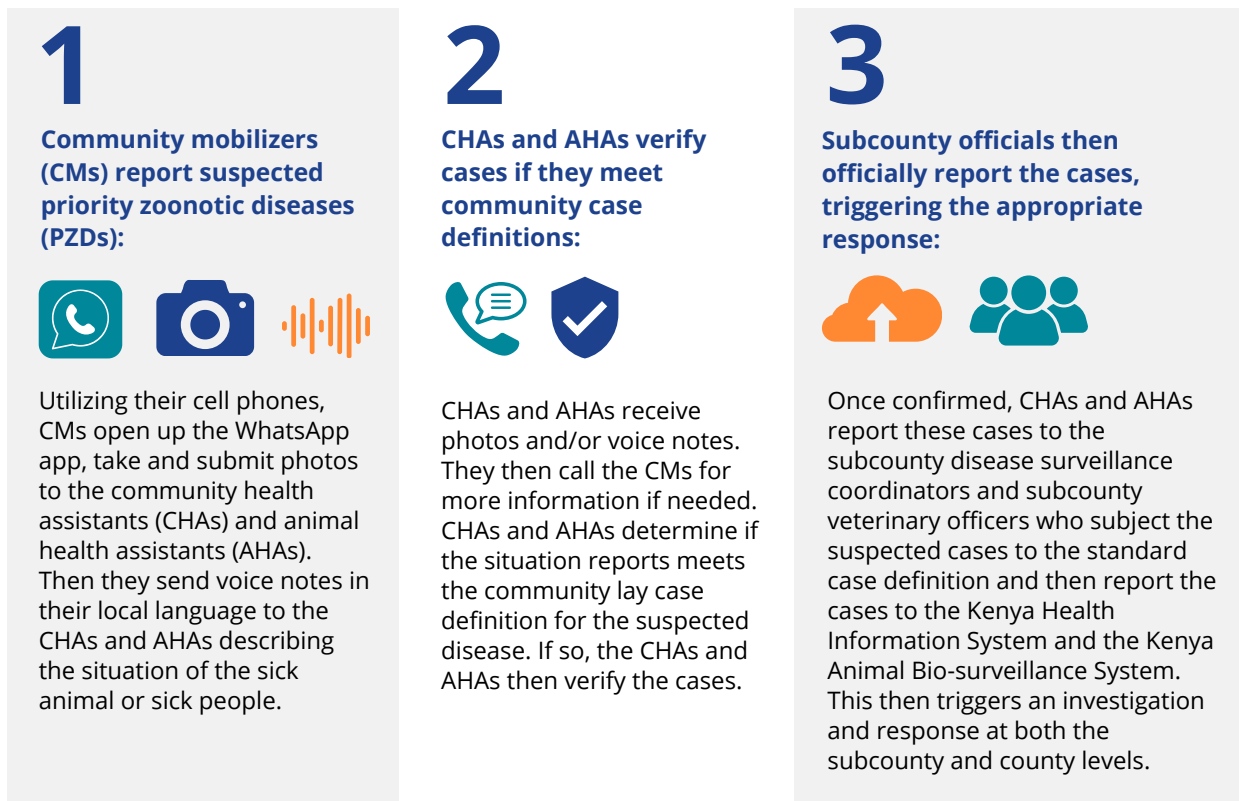 1
Community mobilizers
(CMs) report suspected
priority zoonotic diseases
(PZDs):
Utilizing their cell phones,
CMs open up the WhatsApp
app, take and submit photos
to the community health
assistants (CHAs) and animal
health assistants (AHAs).
Then they send voice notes in
their local language to the
CHAs and AHAs describing
the situation of the sick
animal or sick people.
2
CHAs and AHAs verify
cases if they meet
community case
definitions:
CHAs and AHAs receive
photos and/or voice notes.
They then call the CMs for
more information if needed.
CHAs and AHAs determine if
the situation reports meets
the community lay case
definition for the suspected
disease. If so, the CHAs and
AHAs then verify the cases.
3
Subcounty officials then
officially report the cases,
triggering the appropriate
response:
Once confirmed, CHAs and AHAs
report these cases to the
subcounty disease surveillance
coordinators and subcounty
veterinary officers who subject the
suspected cases to the standard
case definition and then report the
cases to the Kenya Health
Information System and the Kenya
Animal Bio-surveillance System.
This then triggers an investigation
and response at both the
subcounty and county levels.